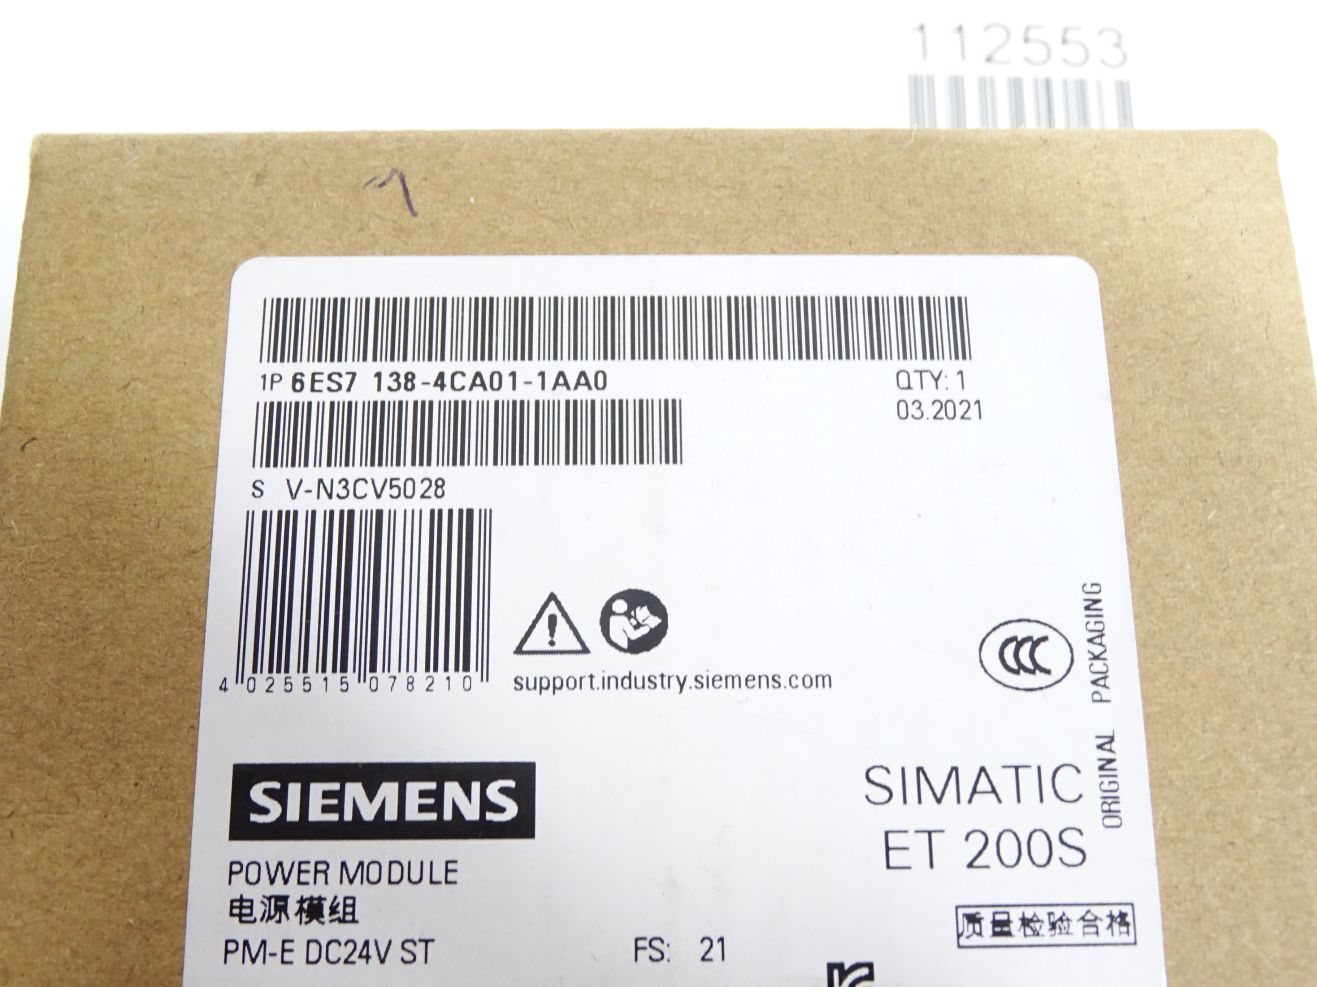 112553
1P 6ES7 138-4CA01-1AA0
QTY: 1
03.2021
S V-N3CV5028
4 025515 078210
support.industry.siemens.com
ORIGINAL PACKAGING
SIEMENS
SIMATIC
ET 200S
POWER MODULE
电源模组
PM-E DC24V ST
FS: 21
质量检验合格